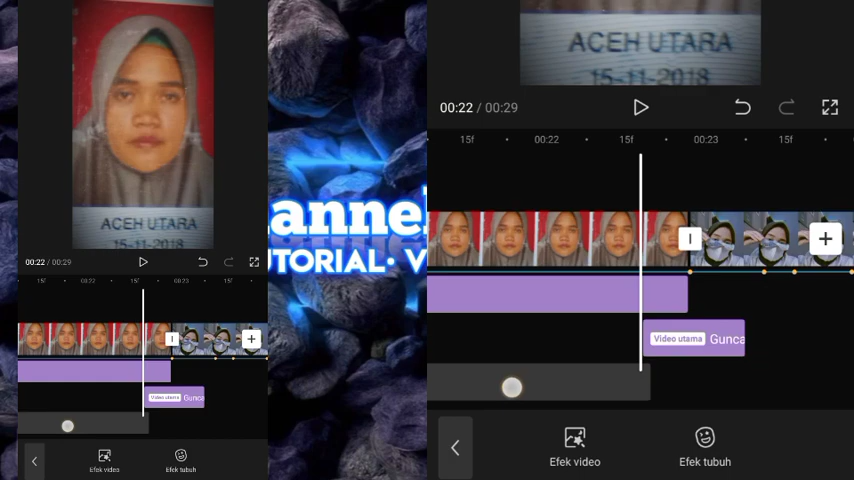 ACEH UTARA
15-11-2018
00:22 / 00:29
15f 00:22 15f 00:23 15f
Video utama Gunca
Efek video Efek tubuh
annel
UTORIAL• V
ACEH UTARA
15-11-2018
00:22 / 00:29
15f 00:22 15f 00:23 15f
Video utama Gunca
Efek video Efek tubuh